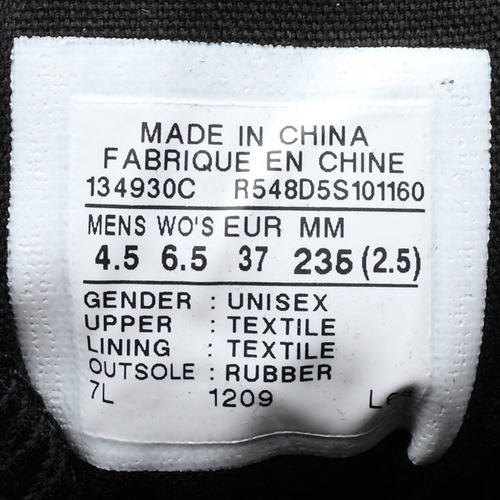 MADE IN CHINA
FABRIQUE EN CHINE
134930C R548D5S101160
MENS WO'S EUR MM
4.5 6.5 37 235 (2.5)
GENDER : UNISEX
UPPER : TEXTILE
LINING : TEXTILE
OUTSOLE : RUBBER
7L 1209